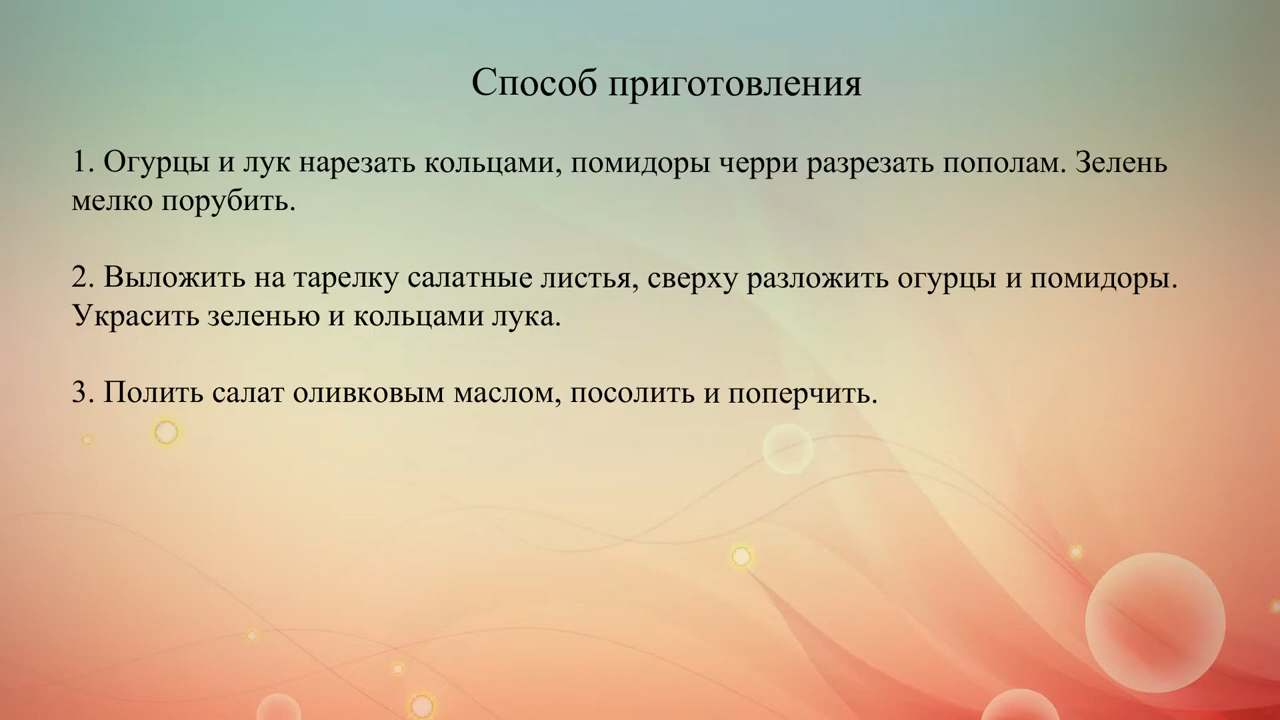 Способ приготовления
1. Огурцы и лук нарезать кольцами, помидоры черри разрезать пополам. Зелень
мелко порубить.
2. Выложить на тарелку салатные листья, сверху разложить огурцы и помидоры.
Украсить зеленью и кольцами лука.
3. Полить салат оливковым маслом, посолить и поперчить.